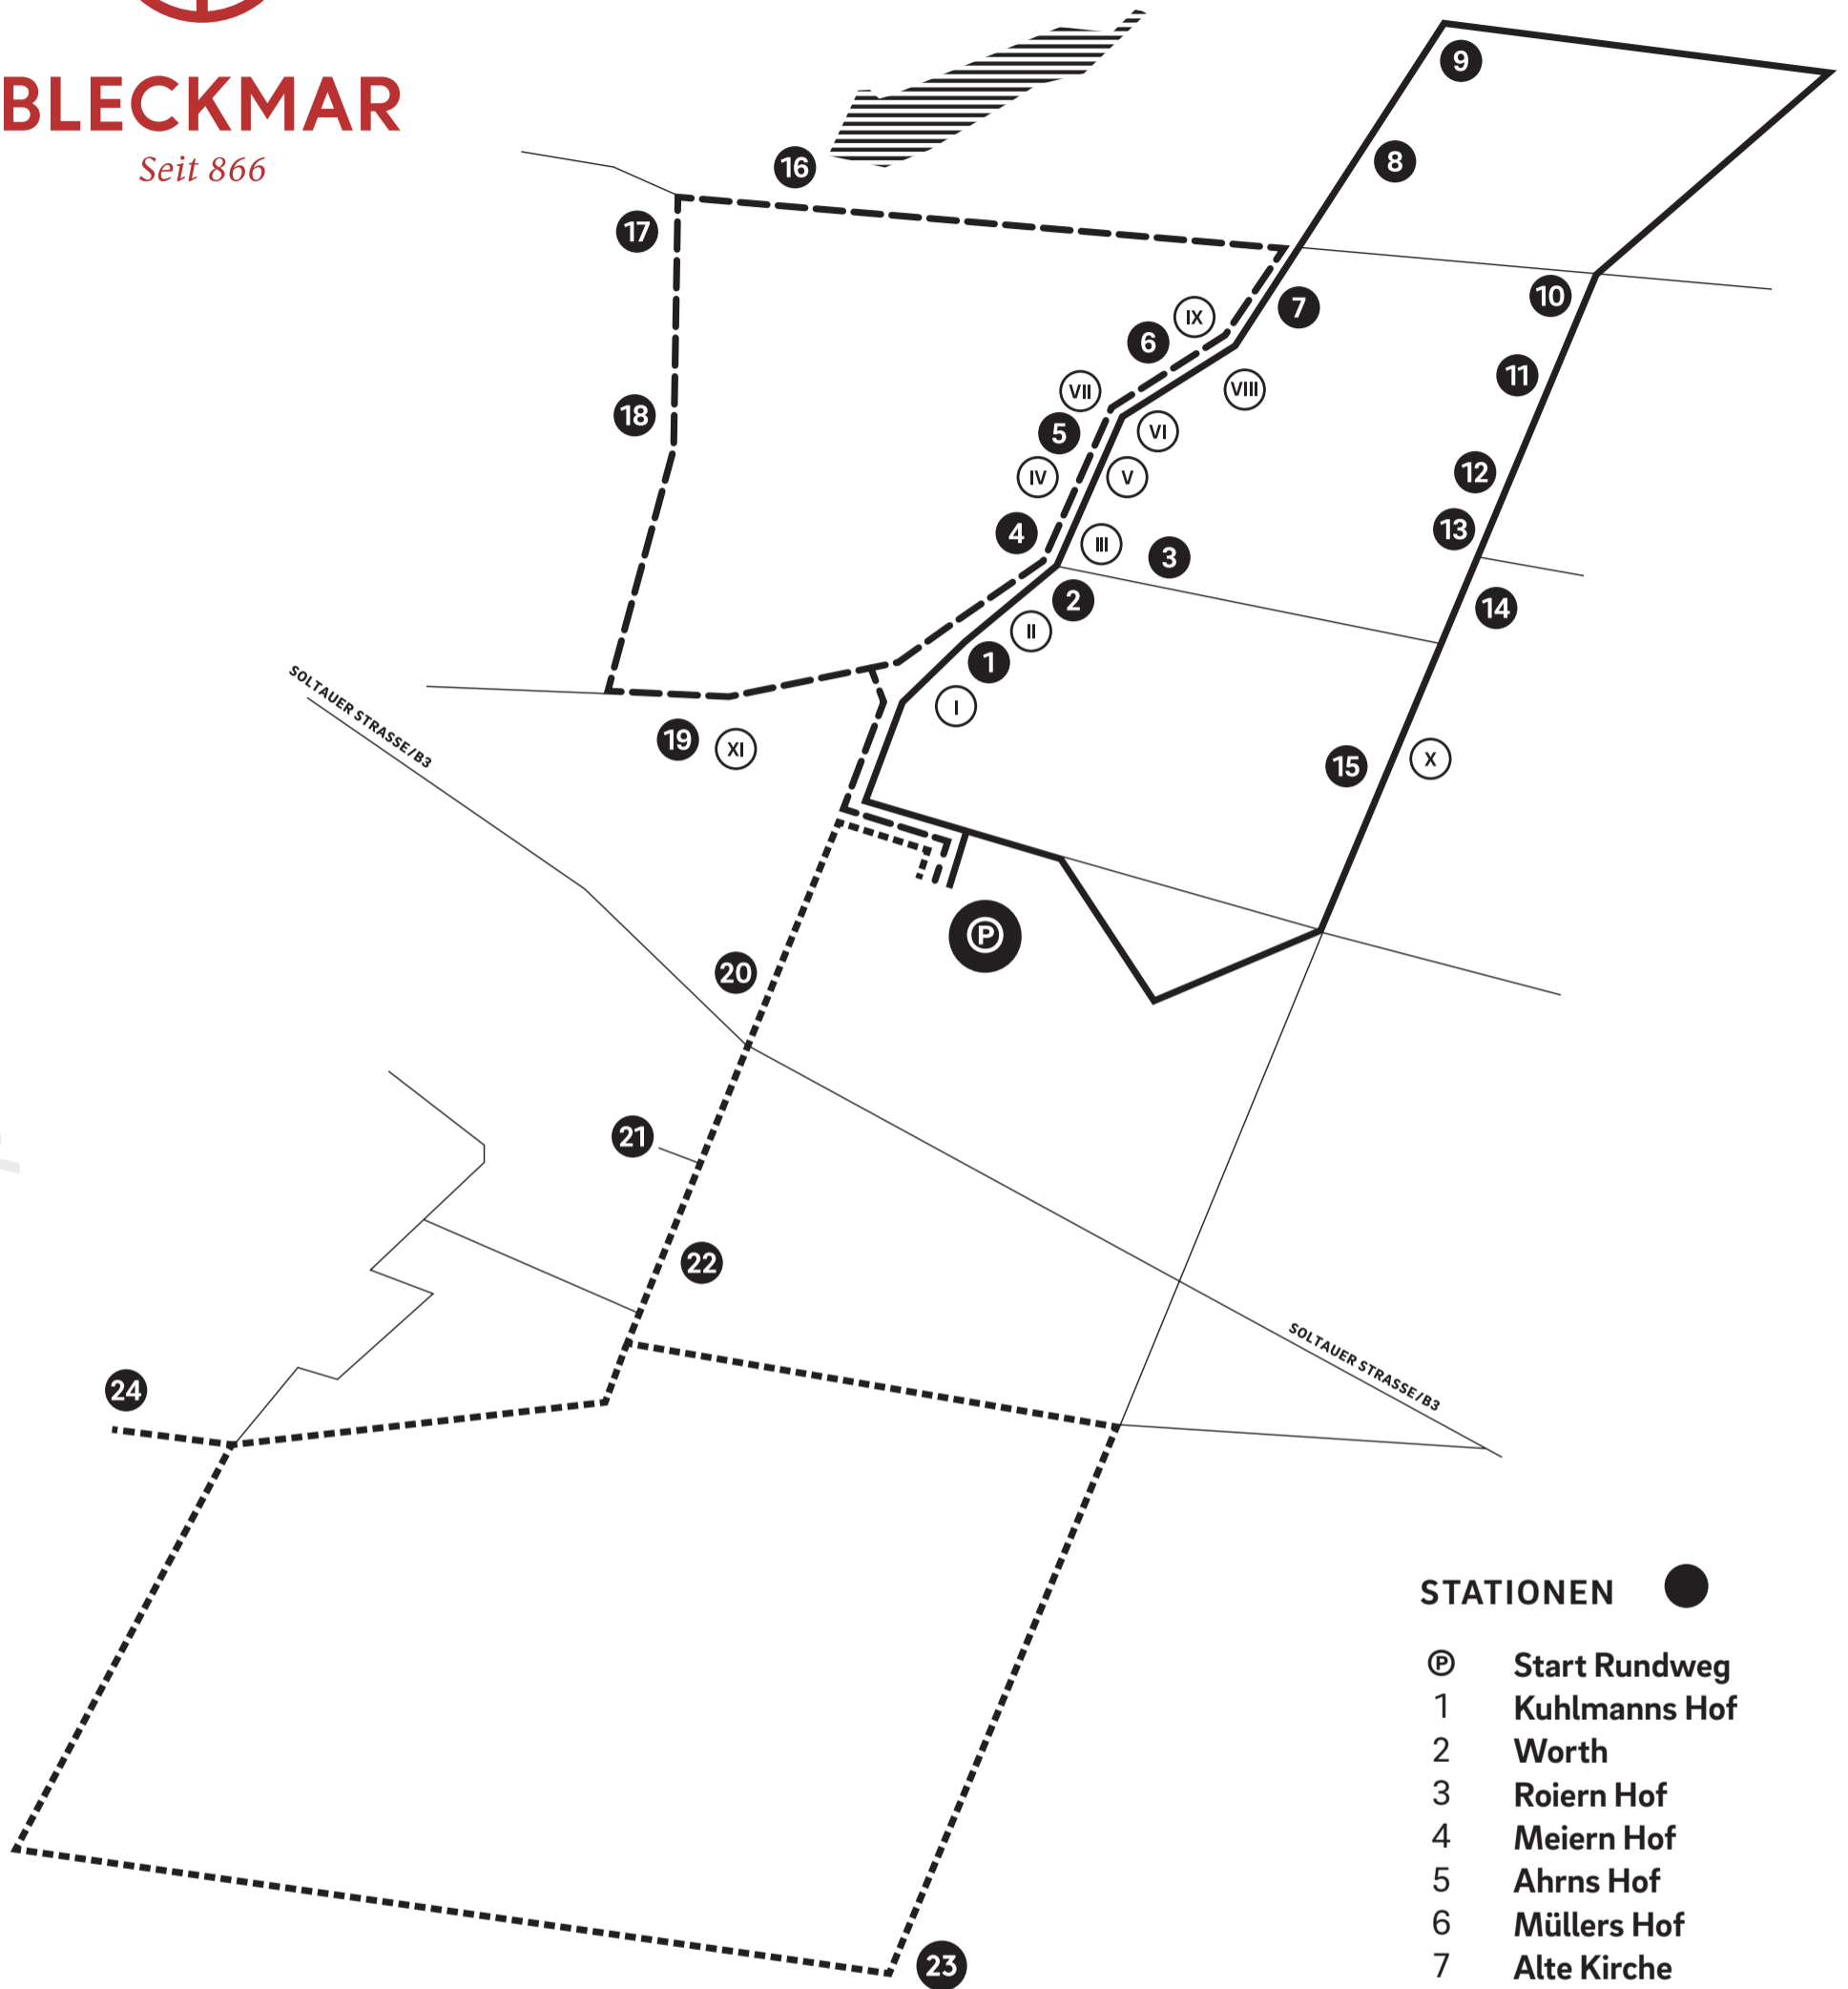 BLECKMAR
Seit 866
9
8
16
17
7
10
IX
6
11
VII
VIII
18
5
VI
IV
V
12
4
III
3
13
2
14
II
1
I
SOLTAUER STRASSE/B3
19
XI
15
X
P
20
21
22
SOLTAUER STRASSE/B3
24
23
STATIONEN
P Start Rundweg
1 Kuhlmanns Hof
2 Worth
3 Roiern Hof
4 Meiern Hof
5 Ahrns Hof
6 Müllers Hof
7 Alte Kirche